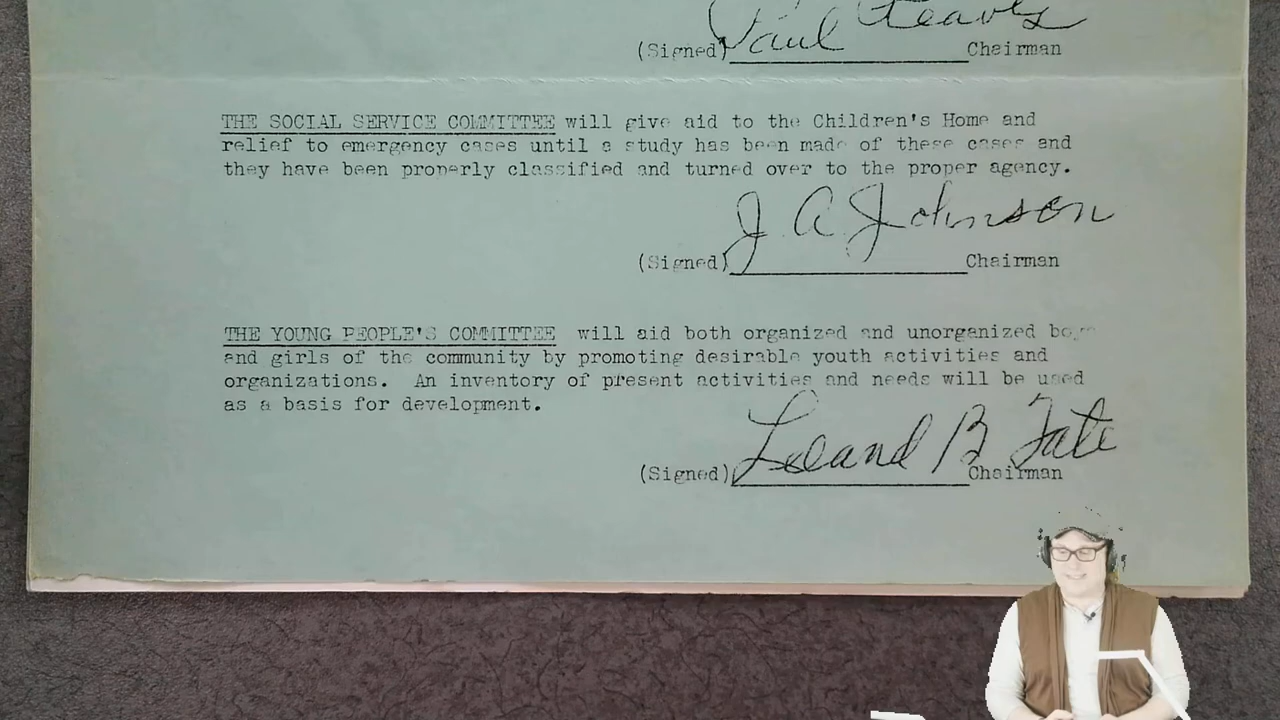 Paul Reaves
(Signed) Chairman
THE SOCIAL SERVICE COMMITTEE will give aid to the Children's Home and
relief to emergency cases until a study has been made of these cases and
they have been properly classified and turned over to the proper agency.
J A Johnson
(Signed) Chairman
THE YOUNG PEOPLE'S COMMITTEE will aid both organized and unorganized boys
and girls of the community by promoting desirable youth activities and
organizations. An inventory of present activities and needs will be used
as a basis for development.
Leland B Tate
(Signed) Chairman